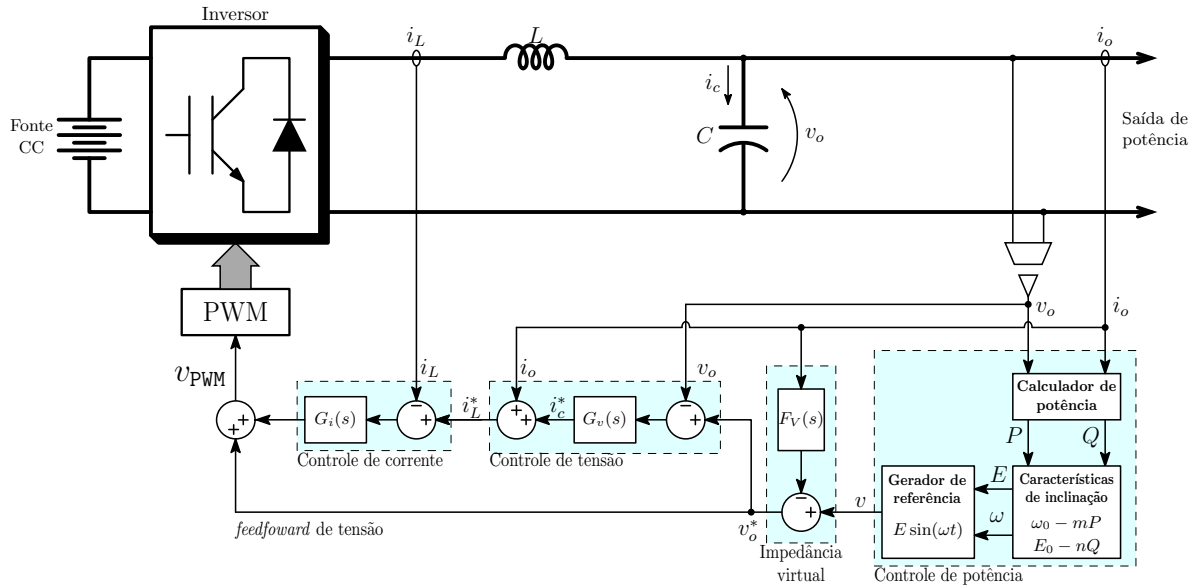 Inversor
i_L
L
i_o
Fonte
CC
i_c
C
v_o
Saída de
potência
PWM
v_o
i_o
v_PWM
i_L
i_o
v_o
Calculador de
potência
G_i(s)
−
+
i_L^*
+
+
i_c^*
G_v(s)
−
+
F_V(s)
P
Q
+
+
Controle de corrente
Controle de tensão
Gerador de
referência
E sin(ωt)
E
ω
Características
de inclinação
ω_0 − mP
E_0 − nQ
−
+
v
v_o^*
feedfoward de tensão
Impedância
virtual
Controle de potência